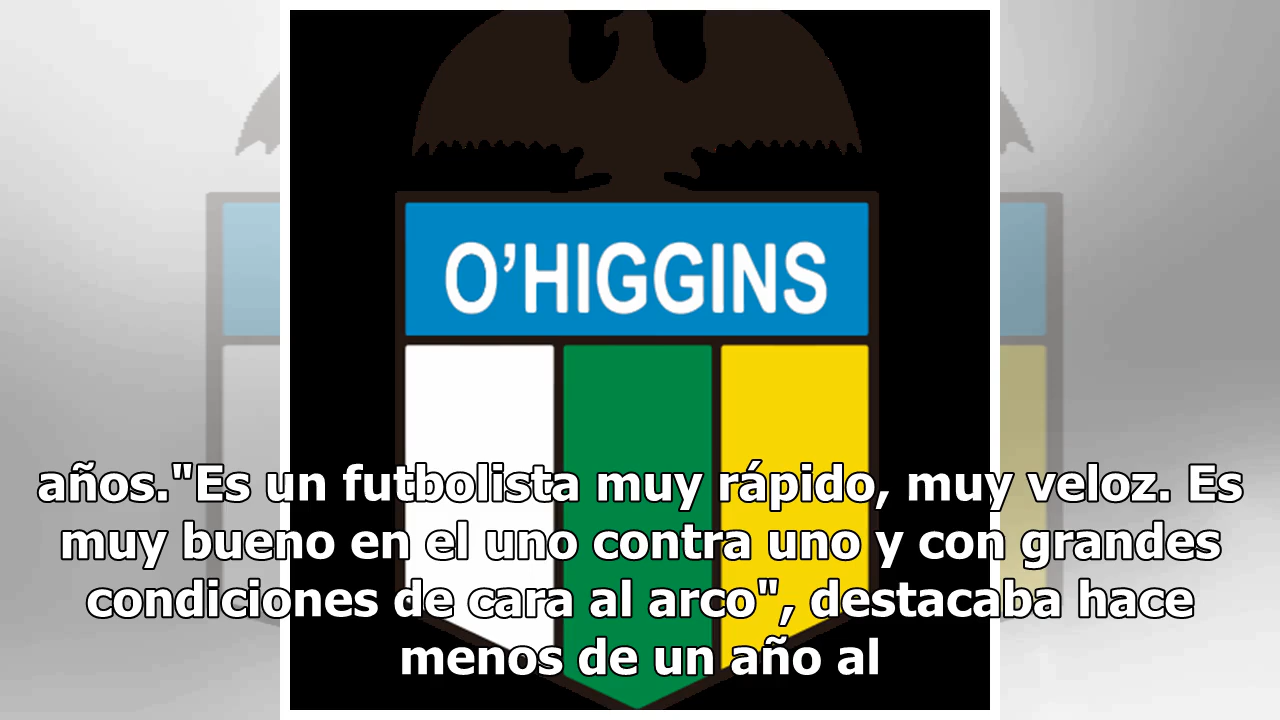 O’HIGGINS
años."Es un futbolista muy rápido, muy veloz. Es
muy bueno en el uno contra uno y con grandes
condiciones de cara al arco", destacaba hace
menos de un año al